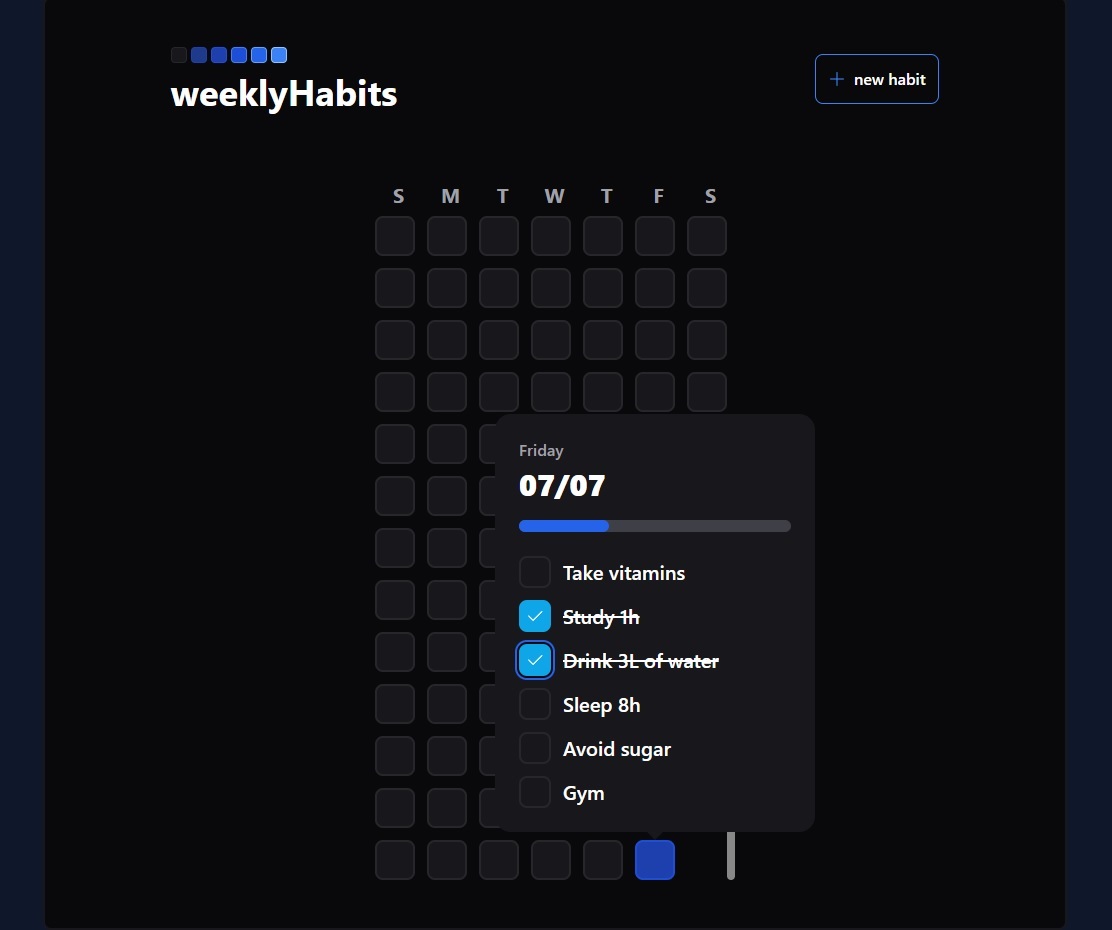 weeklyHabits
+ new habit
S M T W T F S
Friday
07/07
Take vitamins
Study 1h
Drink 3L of water
Sleep 8h
Avoid sugar
Gym